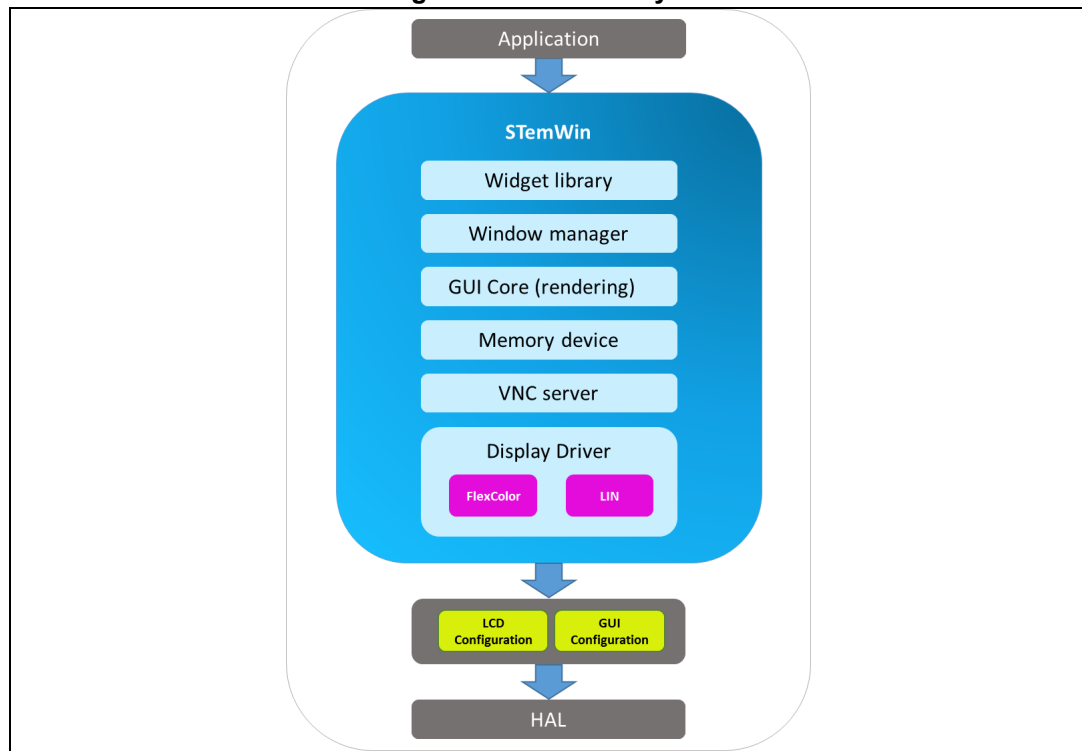 Application
STemWin
Widget library
Window manager
GUI Core (rendering)
Memory device
VNC server
Display Driver
FlexColor
LIN
LCD
Configuration
GUI
Configuration
HAL